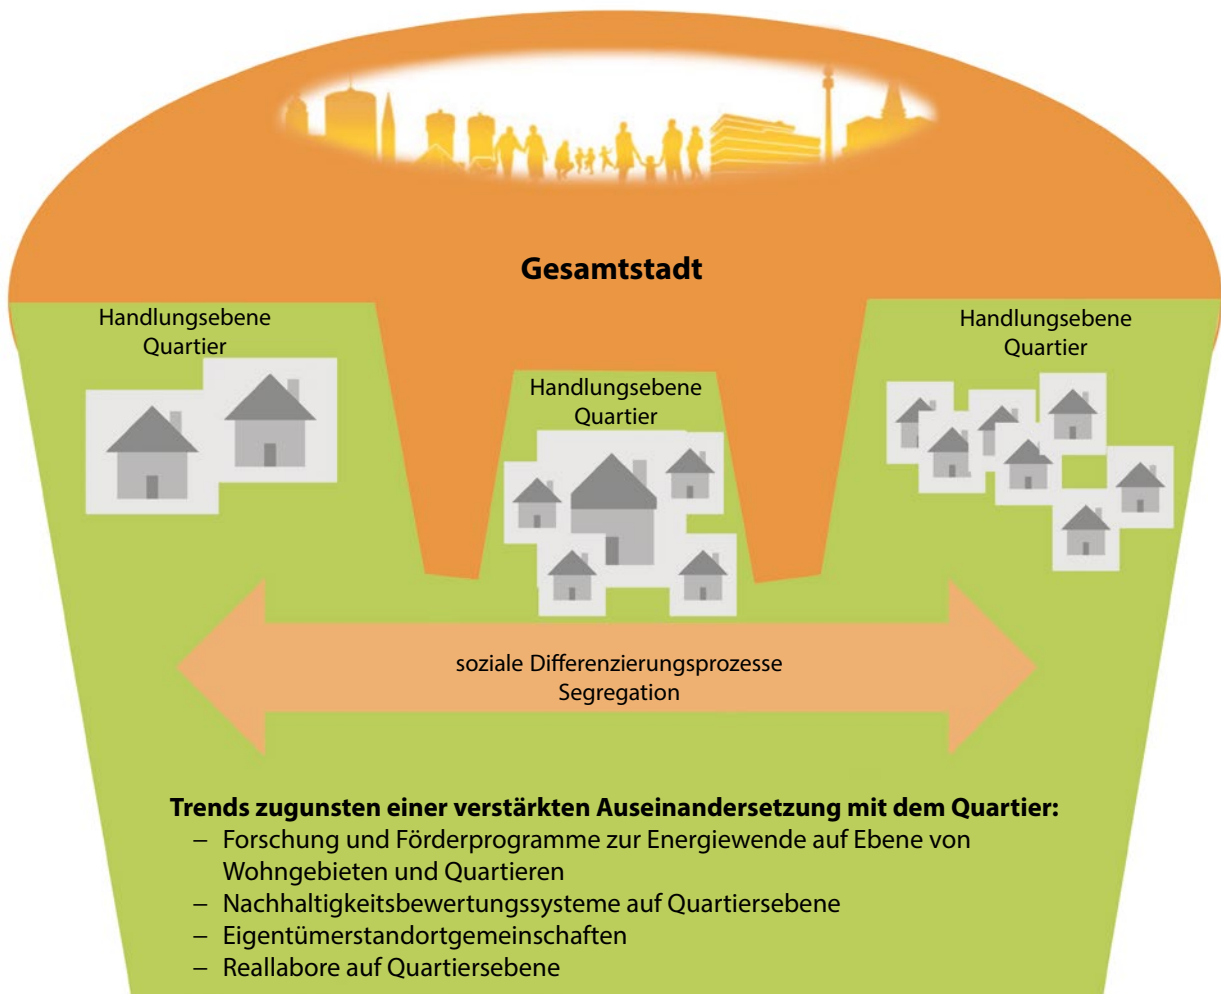 Gesamtstadt
Handlungsebene
Quartier
Handlungsebene
Quartier
Handlungsebene
Quartier
soziale Differenzierungsprozesse
Segregation
Trends zugunsten einer verstärkten Auseinandersetzung mit dem Quartier:
– Forschung und Förderprogramme zur Energiewende auf Ebene von
Wohngebieten und Quartieren
– Nachhaltigkeitsbewertungssysteme auf Quartiersebene
– Eigentümerstandortgemeinschaften
– Reallabore auf Quartiersebene